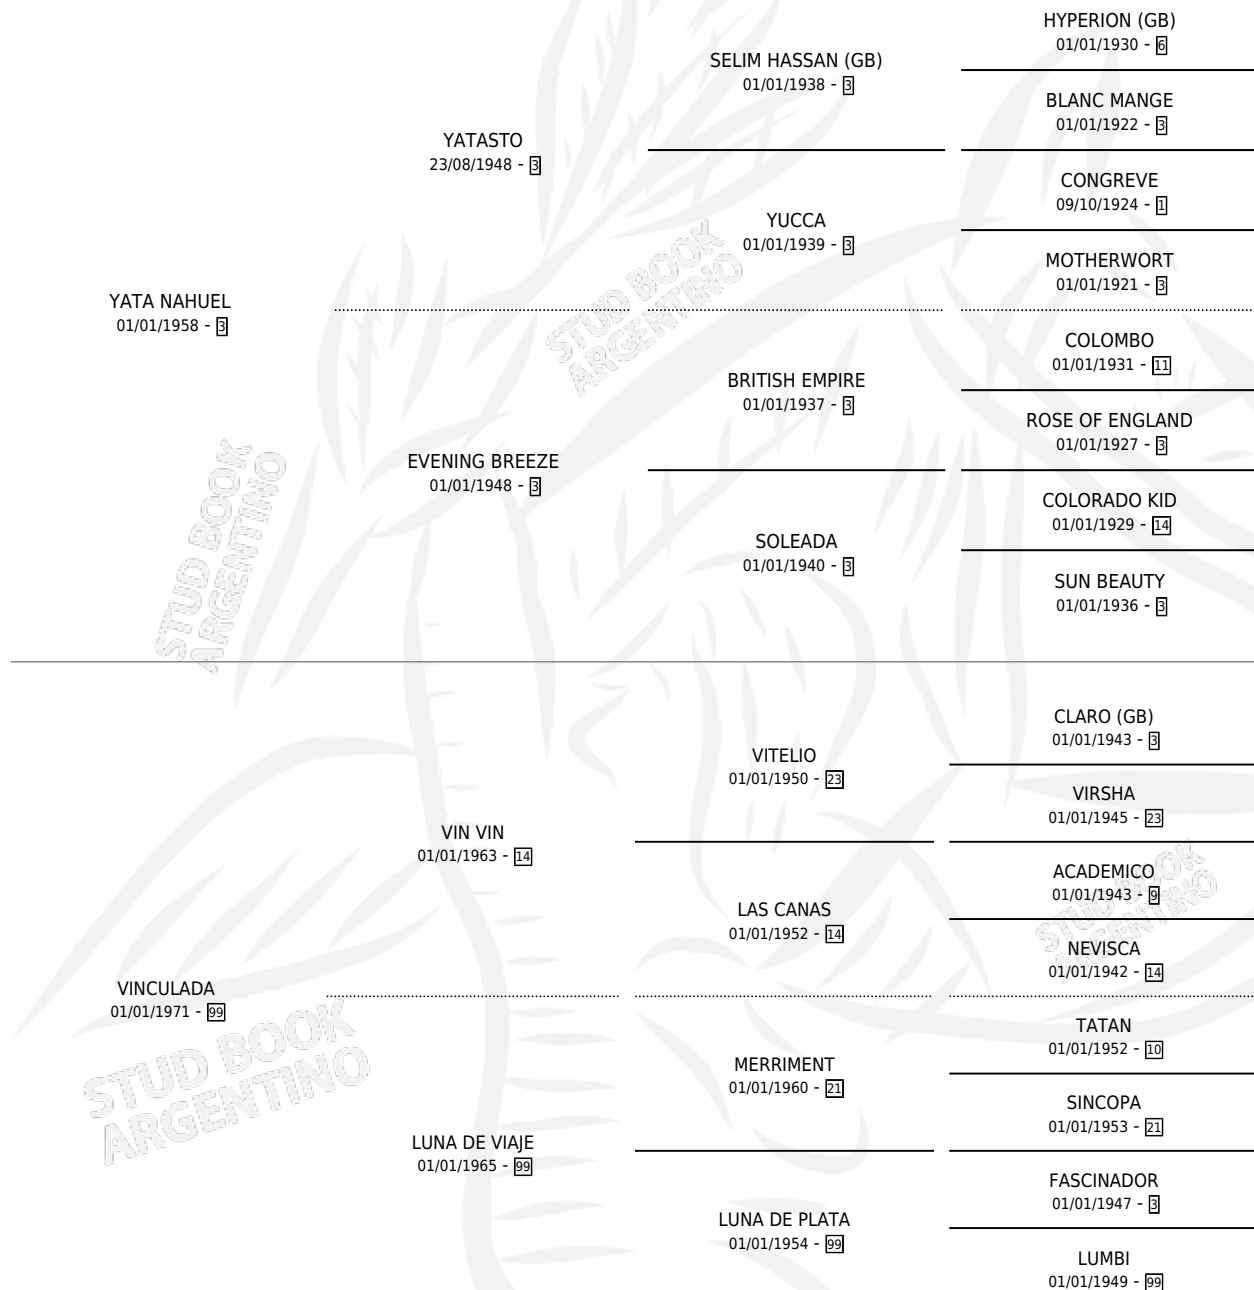 HYPERION (GB)
01/01/1930 - 6
SELIM HASSAN (GB)
01/01/1938 - 3
BLANC MANGE
01/01/1922 - 3
YATASTO
23/08/1948 - 3
CONGREVE
09/10/1924 - 1
YUCCA
01/01/1939 - 3
MOTHERWORT
01/01/1921 - 3
YATA NAHUEL
01/01/1958 - 3
COLOMBO
01/01/1931 - 11
BRITISH EMPIRE
01/01/1937 - 3
ROSE OF ENGLAND
01/01/1927 - 3
EVENING BREEZE
01/01/1948 - 3
COLORADO KID
01/01/1929 - 14
SOLEADA
01/01/1940 - 3
SUN BEAUTY
01/01/1936 - 3
CLARO (GB)
01/01/1943 - 3
VITELIO
01/01/1950 - 23
VIRSHA
01/01/1945 - 23
VIN VIN
01/01/1963 - 14
ACADEMICO
01/01/1943 - 9
LAS CANAS
01/01/1952 - 14
NEVISCA
01/01/1942 - 14
VINCULADA
01/01/1971 - 99
TATAN
01/01/1952 - 10
MERRIMENT
01/01/1960 - 21
SINCOPA
01/01/1953 - 21
LUNA DE VIAJE
01/01/1965 - 99
FASCINADOR
01/01/1947 - 3
LUNA DE PLATA
01/01/1954 - 99
LUMBI
01/01/1949 - 99
STUD BOOK
ARGENTINO
STUD BOOK
ARGENTINO
STUD BOOK
ARGENTINO
STUD BOOK
ARGENTINO